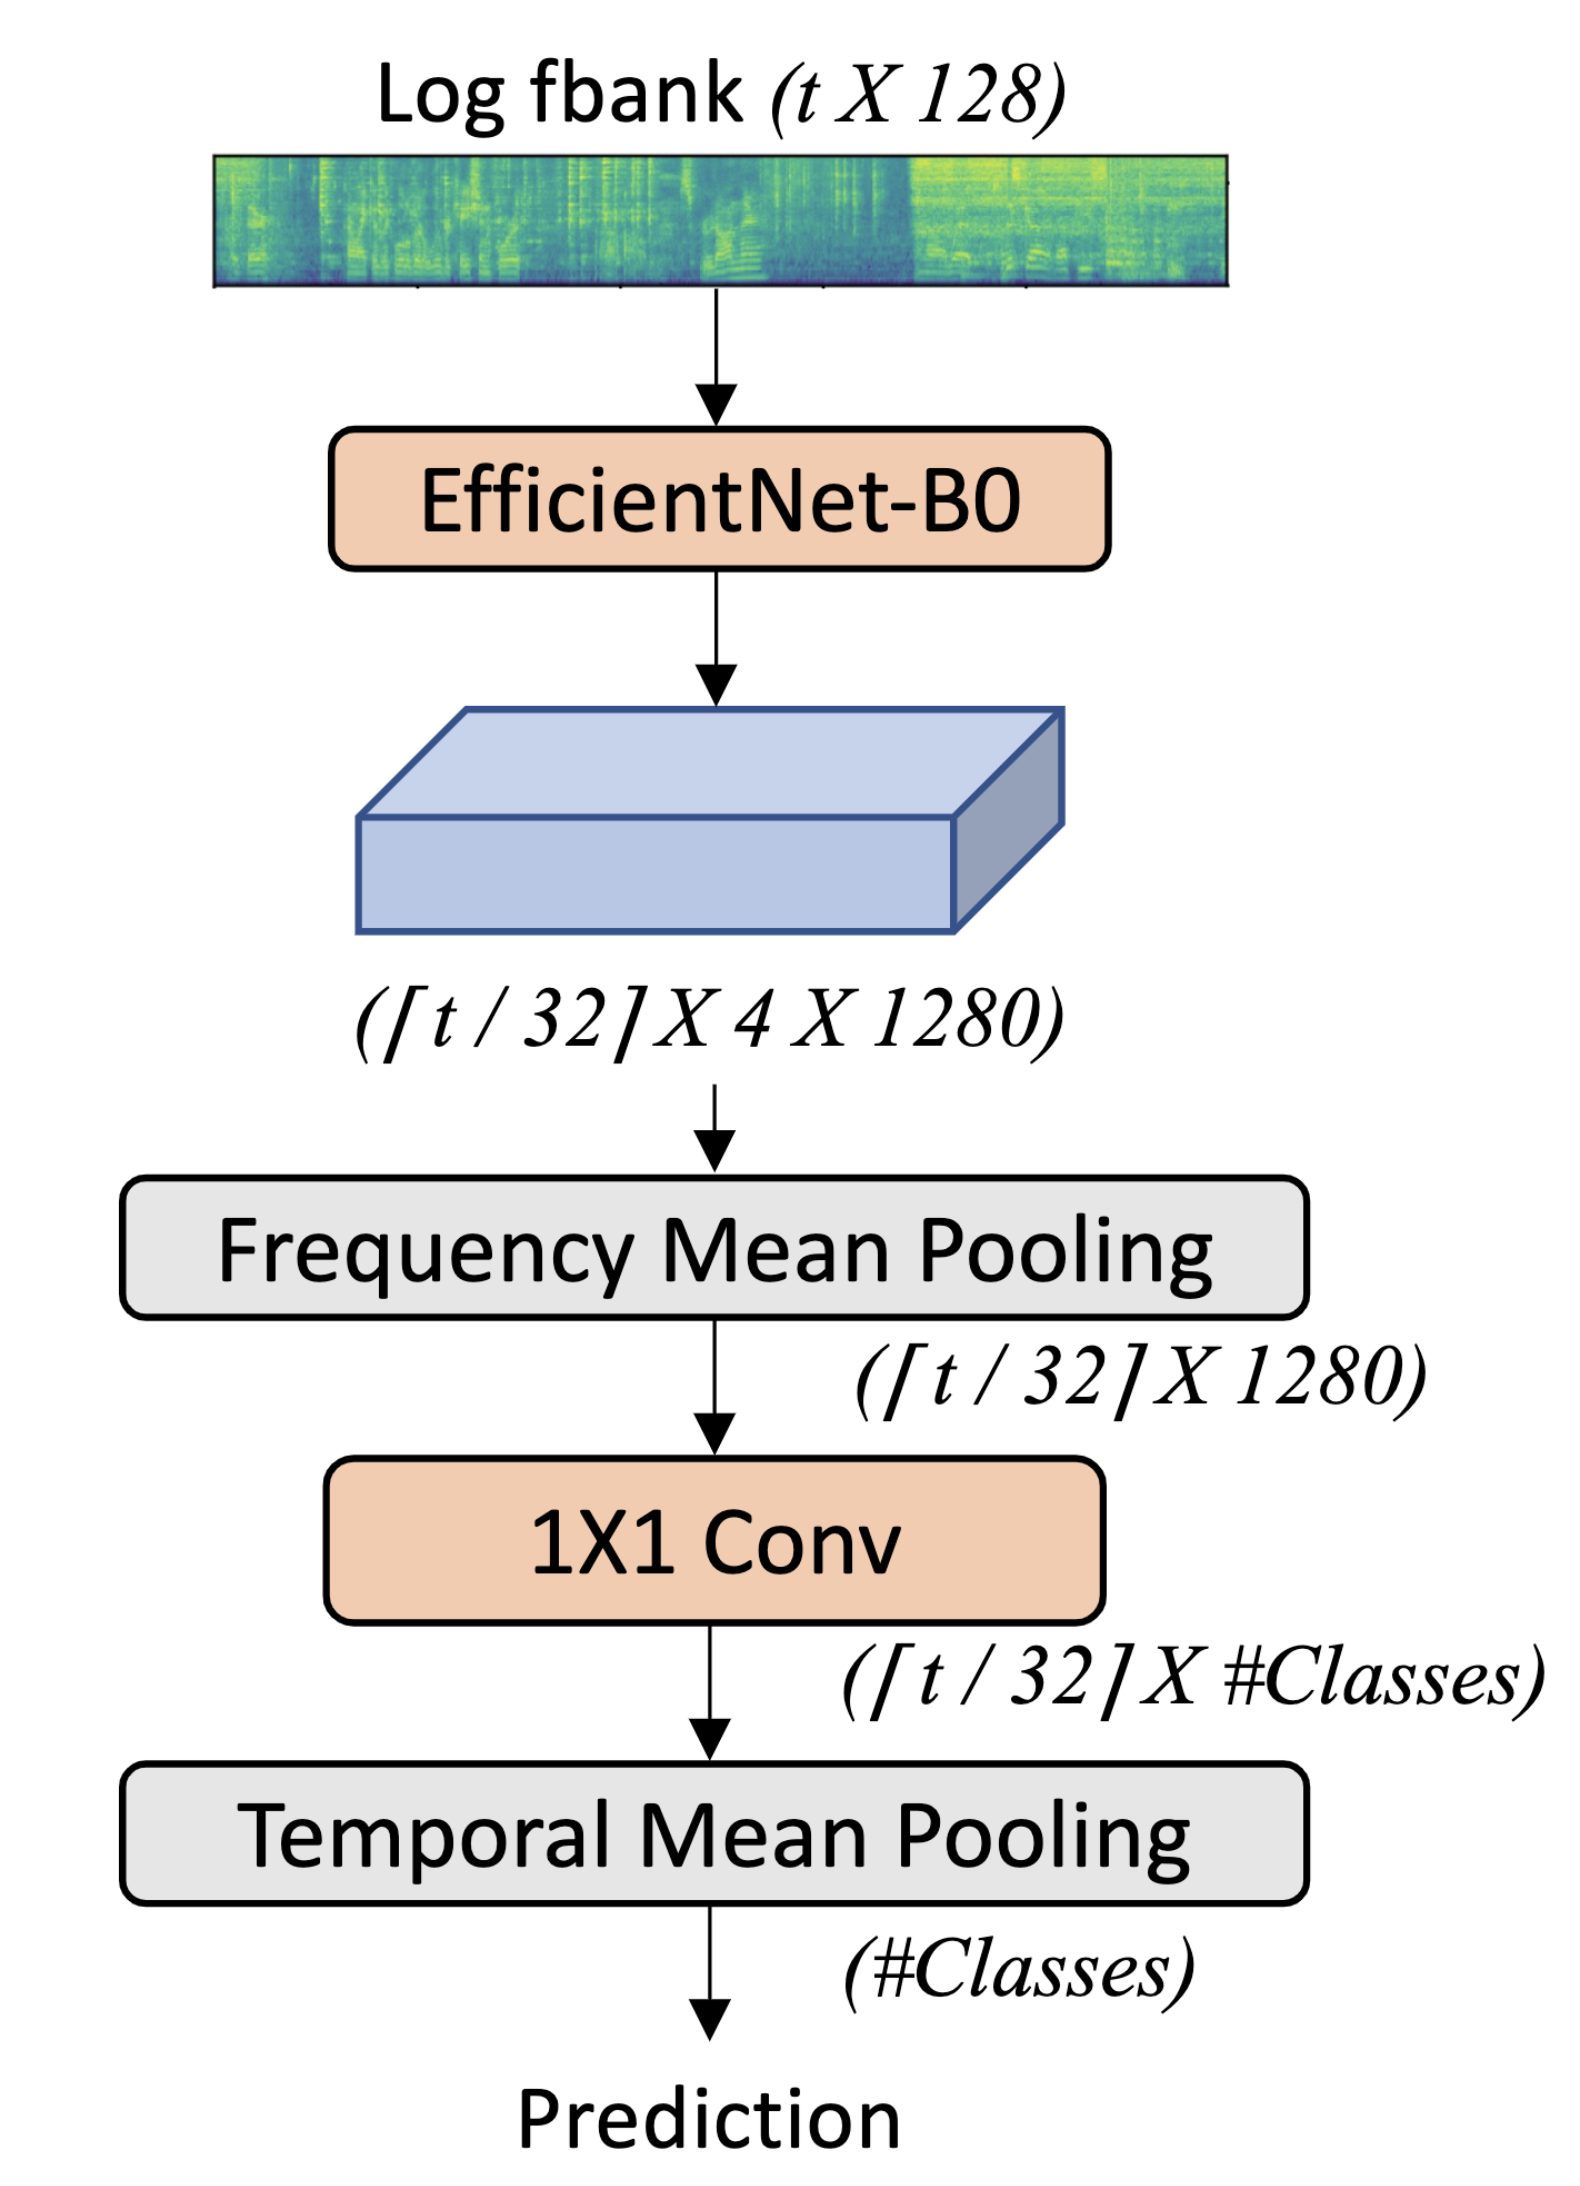 Log fbank (t X 128)
EfficientNet-B0
(⌈ t / 32⌉ X 4 X 1280)
Frequency Mean Pooling
(⌈ t / 32⌉ X 1280)
1X1 Conv
(⌈ t / 32⌉ X #Classes)
Temporal Mean Pooling
(#Classes)
Prediction